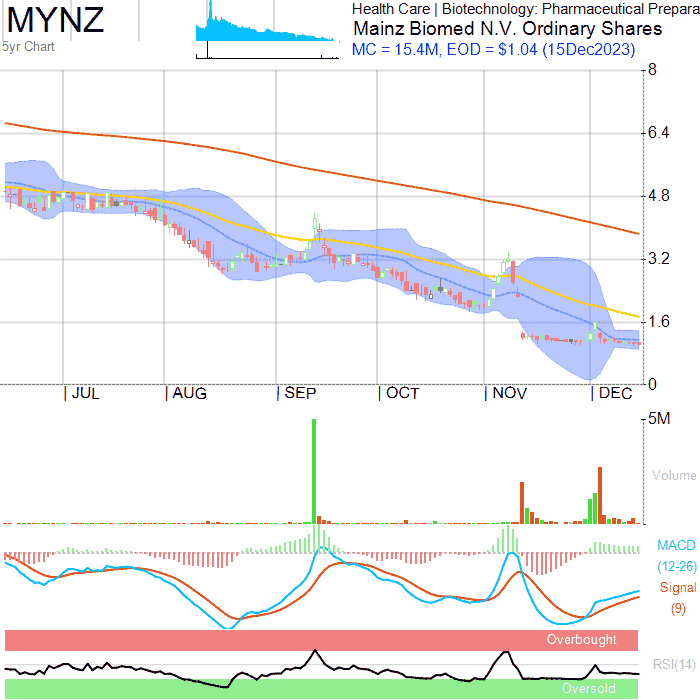 MYNZ
5yr Chart
Health Care | Biotechnology: Pharmaceutical Prepara
Mainz Biomed N.V. Ordinary Shares
MC = 15.4M, EOD = $1.04 (15Dec2023)
8
6.4
4.8
3.2
1.6
0
JUL
AUG
SEP
OCT
NOV
DEC
5M
Volume
MACD
(12-26)
Signal
(9)
Overbought
RSI(14)
Oversold